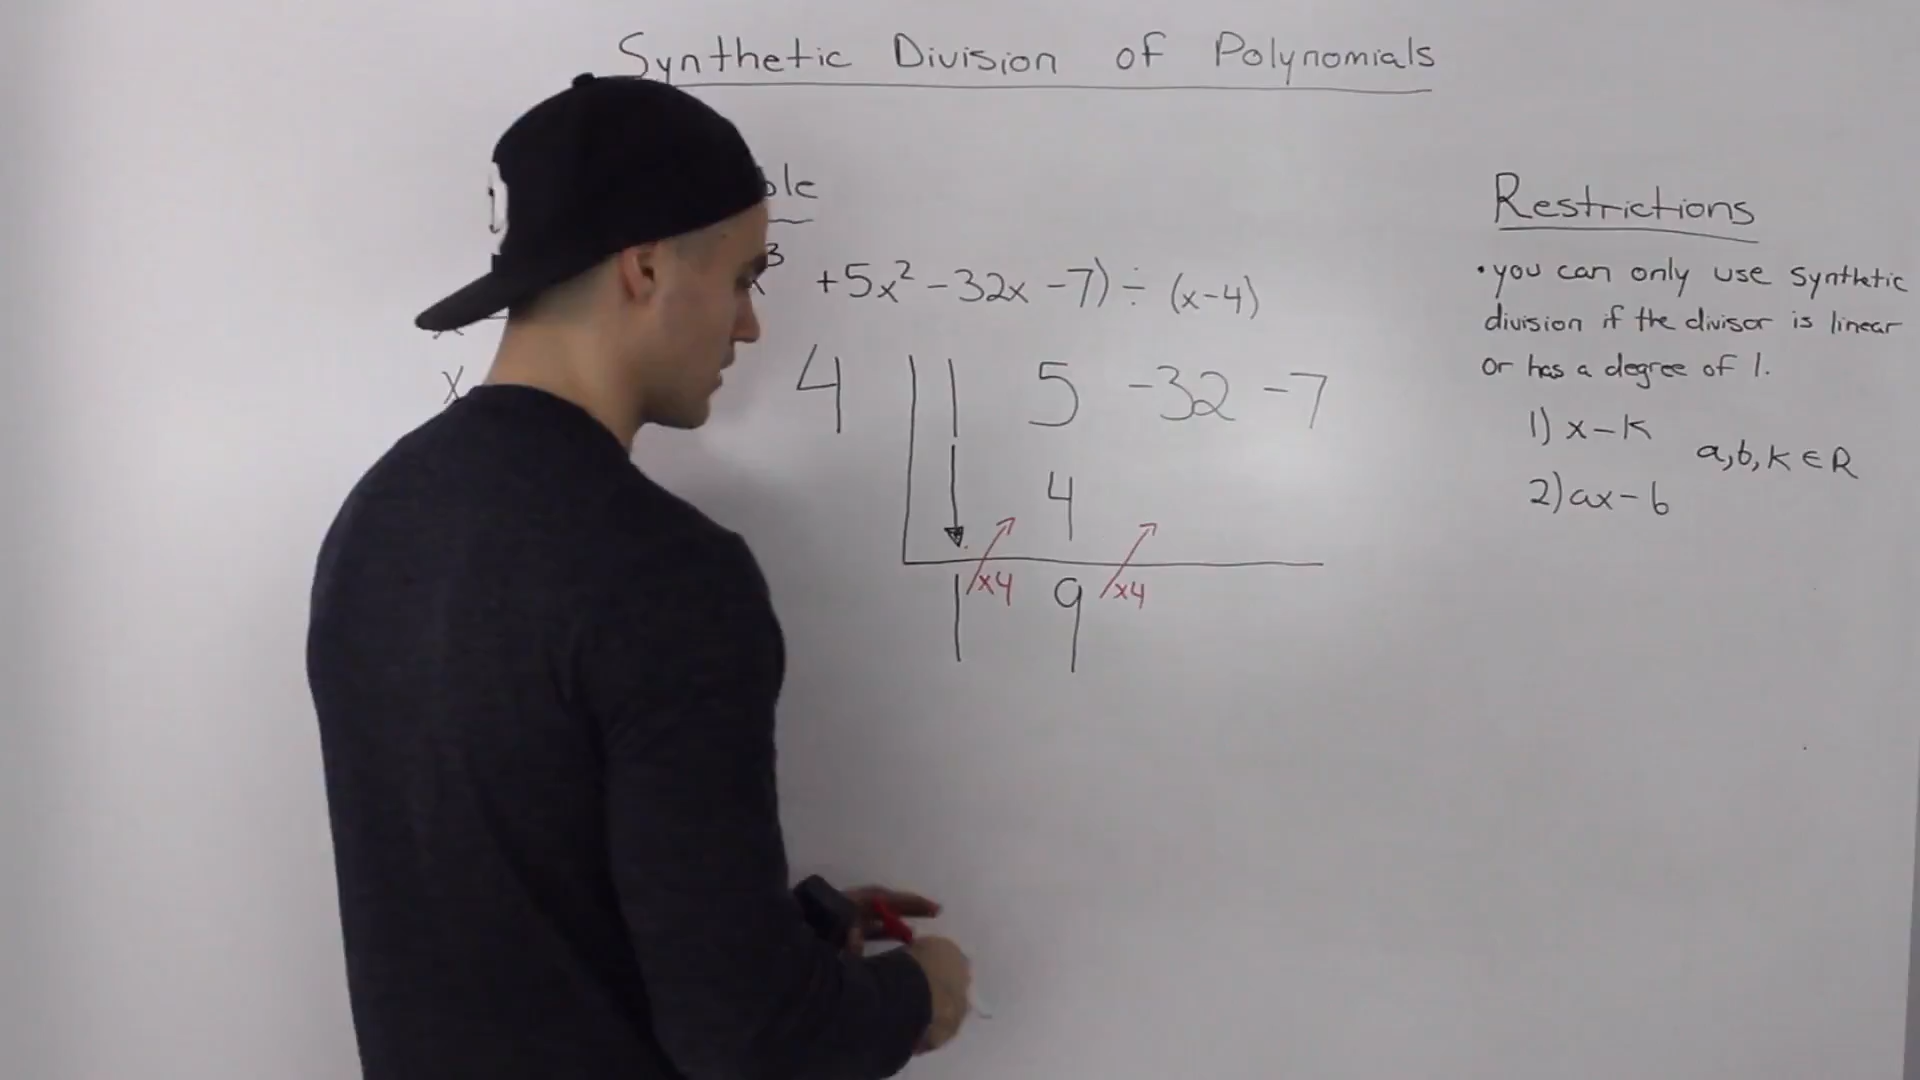 Synthetic Division of Polynomials
+5x² -32x -7) ÷ (x-4)
4 1 5 -32 -7
4
x4 x4
1 9
Restrictions
• you can only use synthetic
division if the divisor is linear
or has a degree of 1.
1) x-k
a,b,k ∈ R
2) ax-b